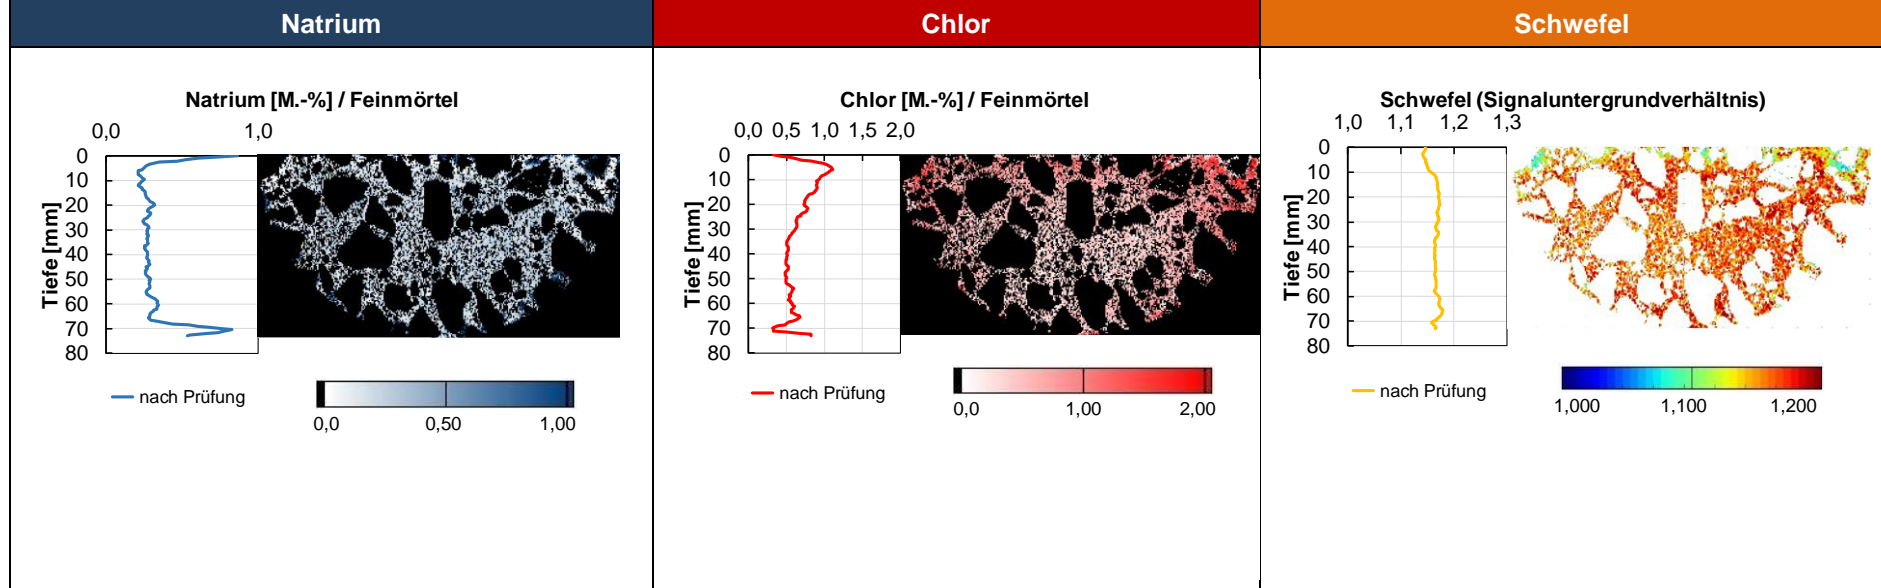 Natrium
Natrium [M.-%] / Feinmörtel
0,0 1,0
0
10
20
30
40
50
60
70
80
Tiefe [mm]
nach Prüfung
0,0 0,50 1,00
Chlor
Chlor [M.-%] / Feinmörtel
0,0 0,5 1,0 1,5 2,0
0
10
20
30
40
50
60
70
80
Tiefe [mm]
nach Prüfung
0,0 1,00 2,00
Schwefel
Schwefel (Signaluntergrundverhältnis)
1,0 1,1 1,2 1,3
0
10
20
30
40
50
60
70
80
Tiefe [mm]
nach Prüfung
1,000 1,100 1,200